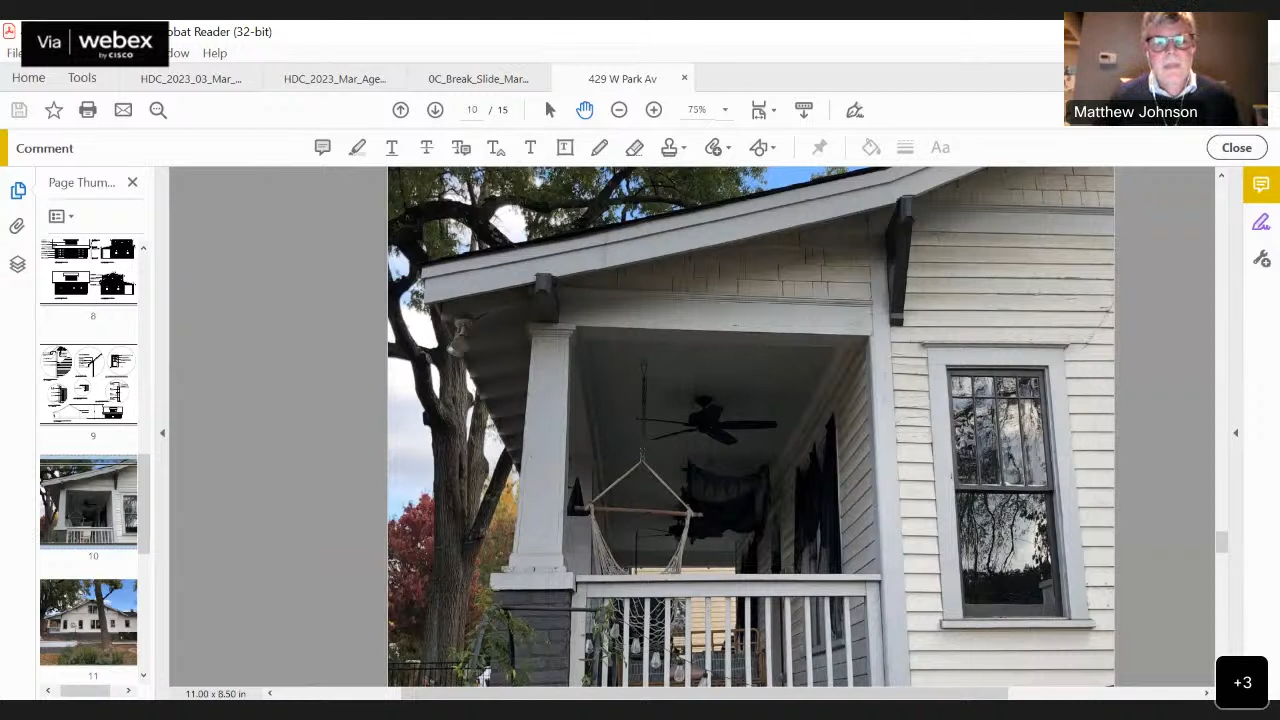 Via webex
by CISCO
obat Reader (32-bit)
File
dow Help
Home Tools HDC_2023_03_Mar_... HDC_2023_Mar_Age... 0C_Break_Slide_Mar... 429 W Park Av
10 / 15 75%
Matthew Johnson
Comment
Aa
Close
Page Thum...
8
9
10
11
11.00 x 8.50 in
+3